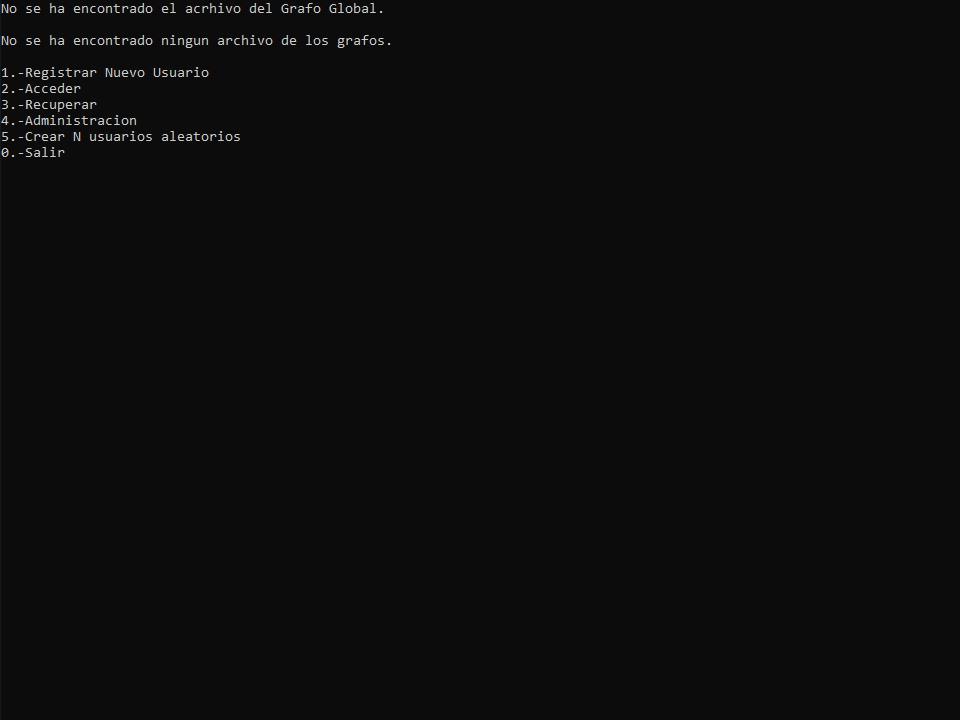 No se ha encontrado el acrhivo del Grafo Global.
No se ha encontrado ningun archivo de los grafos.
1.-Registrar Nuevo Usuario
2.-Acceder
3.-Recuperar
4.-Administracion
5.-Crear N usuarios aleatorios
0.-Salir